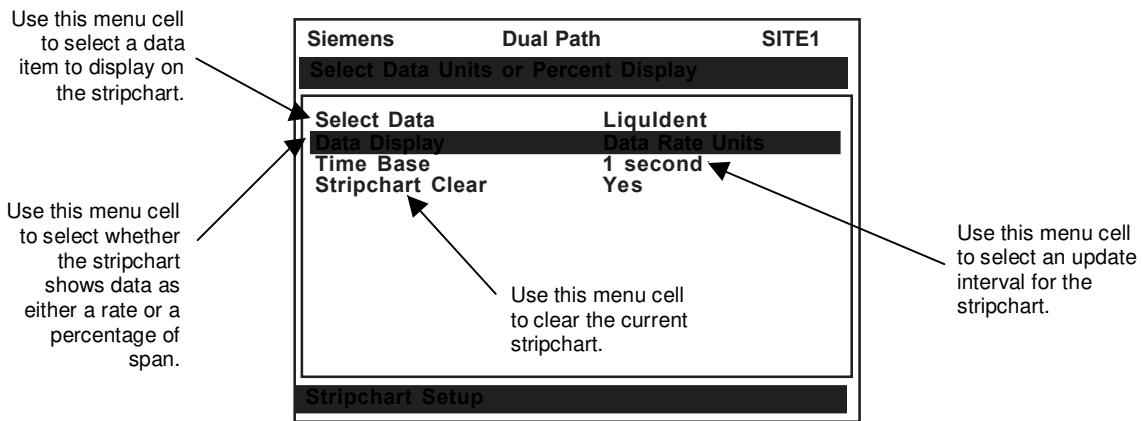 Use this menu cell
to select a data
item to display on
the stripchart.
Siemens Dual Path SITE1
Select Data Units or Percent Display
Select Data LiquIdent
Data Display Data Rate Units
Time Base 1 second
Stripchart Clear Yes
Use this menu cell
to select whether
the stripchart
shows data as
either a rate or a
percentage of
span.
Use this menu cell
to clear the current
stripchart.
Use this menu cell
to select an update
interval for the
stripchart.
Stripchart Setup